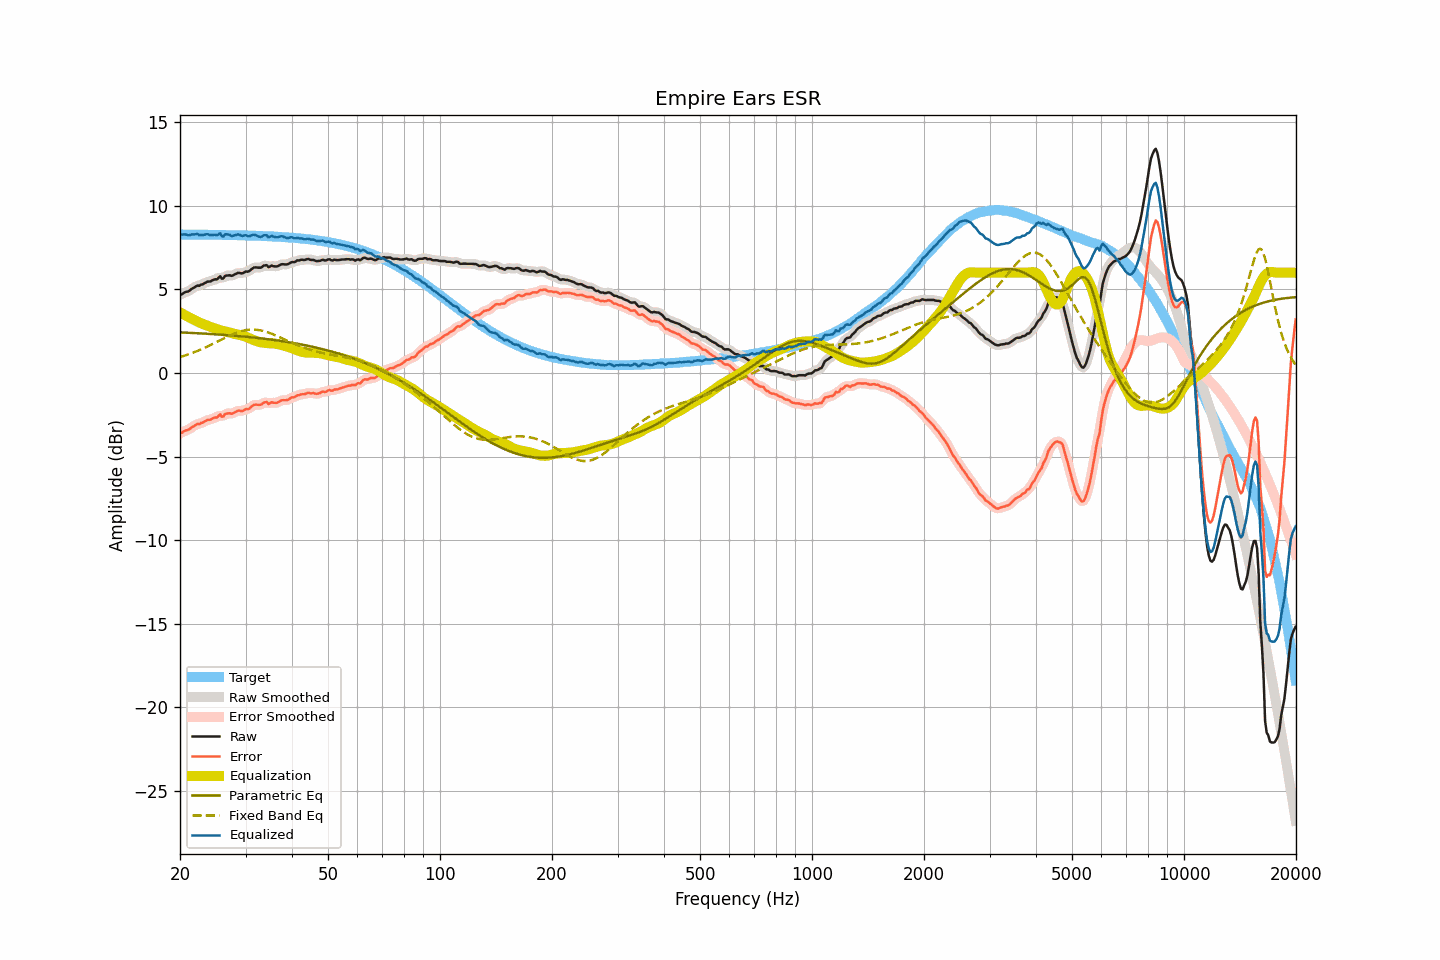 Empire Ears ESR
15
10
5
0
−5
−10
−15
−20
−25
Amplitude (dBr)
Target
Raw Smoothed
Error Smoothed
Raw
Error
Equalization
Parametric Eq
Fixed Band Eq
Equalized
20 50 100 200 500 1000 2000 5000 10000 20000
Frequency (Hz)